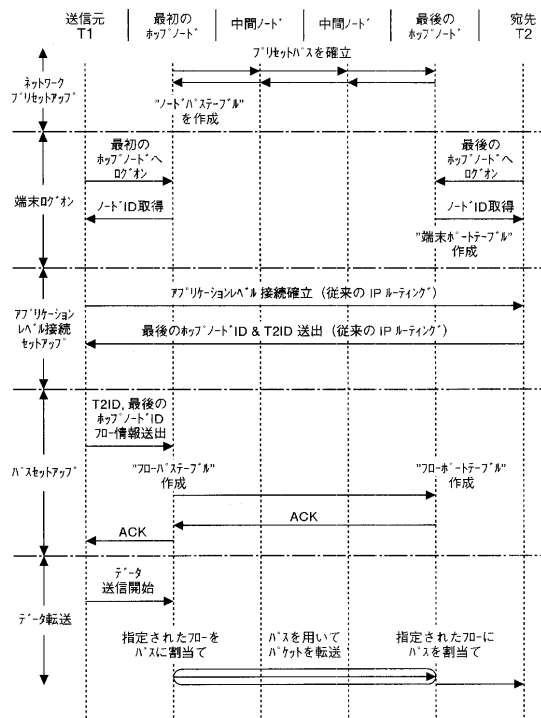 送信元
T1
最初の
ﾎｯﾌﾟﾉｰﾄﾞ
中間ﾉｰﾄﾞ
中間ﾉｰﾄﾞ
最後の
ﾎｯﾌﾟﾉｰﾄﾞ
宛先
T2
ﾈｯﾄﾜｰｸ
ﾌﾟﾘｾｯﾄｱｯﾌﾟ
ﾌﾟﾘｾｯﾄﾊﾟｽを確立
"ﾉｰﾄﾞﾊﾟｽﾃｰﾌﾞﾙ"
を作成
端末ﾛｸﾞｵﾝ
最初の
ﾎｯﾌﾟﾉｰﾄﾞへ
ﾛｸﾞｵﾝ
最後の
ﾎｯﾌﾟﾉｰﾄﾞへ
ﾛｸﾞｵﾝ
ﾉｰﾄﾞID取得
ﾉｰﾄﾞID取得
"端末ﾎﾟｰﾄﾃｰﾌﾞﾙ"
作成
ｱﾌﾟﾘｹｰｼｮﾝ
ﾚﾍﾞﾙ接続
ｾｯﾄｱｯﾌﾟ
ｱﾌﾟﾘｹｰｼｮﾝﾚﾍﾞﾙ 接続確立（従来の IP ﾙｰﾃｨﾝｸﾞ）
最後のﾎｯﾌﾟﾉｰﾄﾞID & T2ID 送出（従来の IP ﾙｰﾃｨﾝｸﾞ）
ﾊﾟｽｾｯﾄｱｯﾌﾟ
T2ID, 最後の
ﾎｯﾌﾟﾉｰﾄﾞID
ﾌﾛｰ情報送出
"ﾌﾛｰﾊﾟｽﾃｰﾌﾞﾙ"
作成
"ﾌﾛｰﾎﾟｰﾄﾃｰﾌﾞﾙ"
作成
ACK
ACK
ﾃﾞｰﾀ転送
ﾃﾞｰﾀ
送信開始
指定されたﾌﾛｰを
ﾊﾟｽに割当て
ﾊﾟｽを用いて
ﾊﾟｹｯﾄを転送
指定されたﾌﾛｰに
ﾊﾟｽを割当て